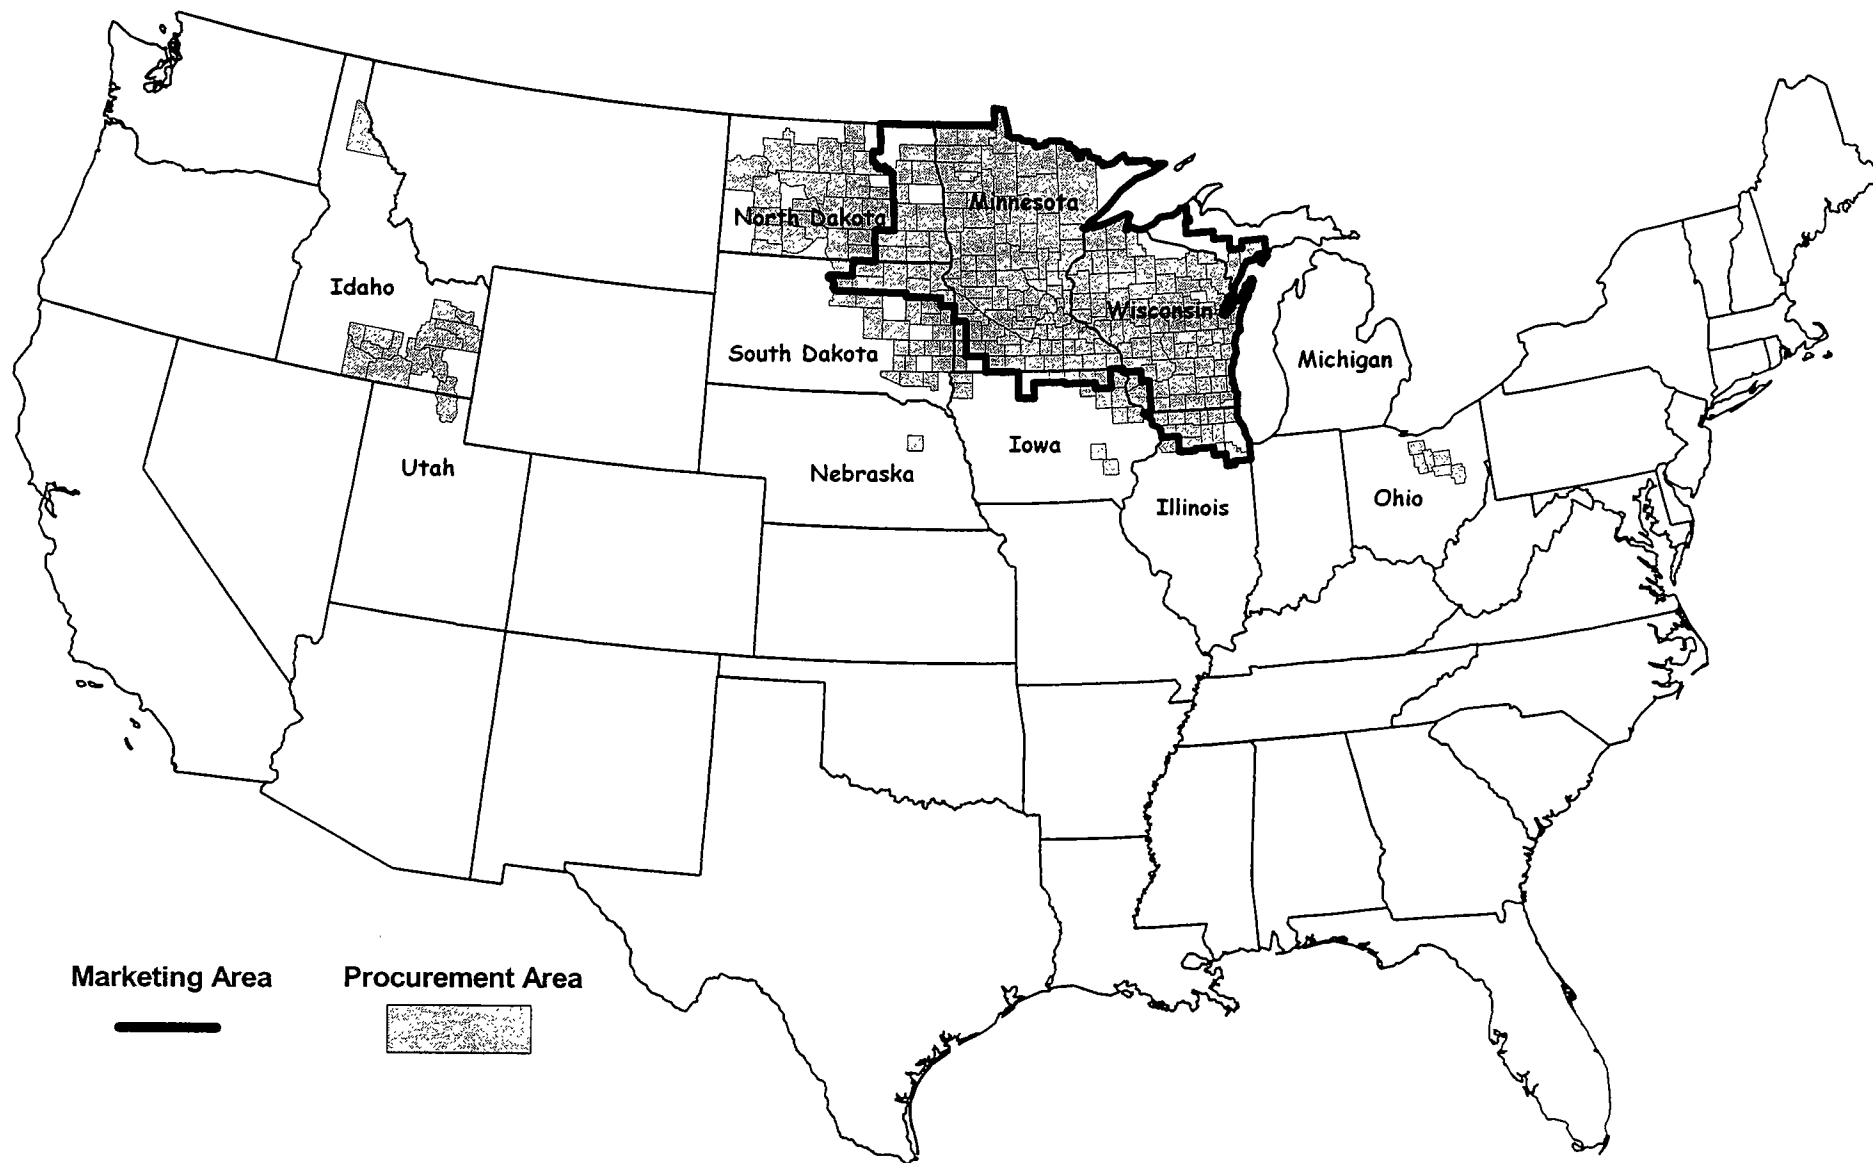 Minnesota
North Dakota
Idaho
Wisconsin
South Dakota
Michigan
Iowa
Utah
Nebraska
Ohio
Illinois
Marketing Area
Procurement Area